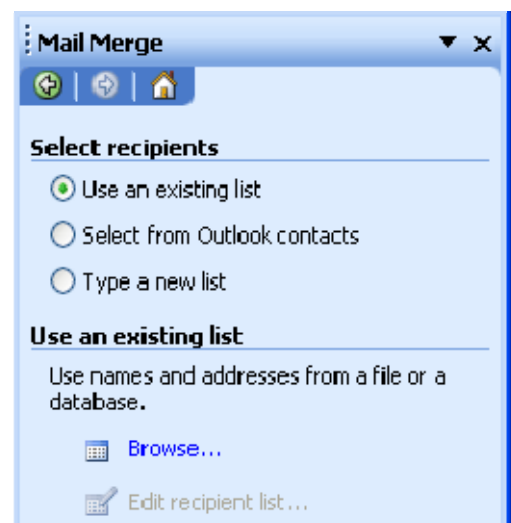 Mail Merge
Select recipients
Use an existing list
Select from Outlook contacts
Type a new list
Use an existing list
Use names and addresses from a file or a
database.
Browse...
Edit recipient list...